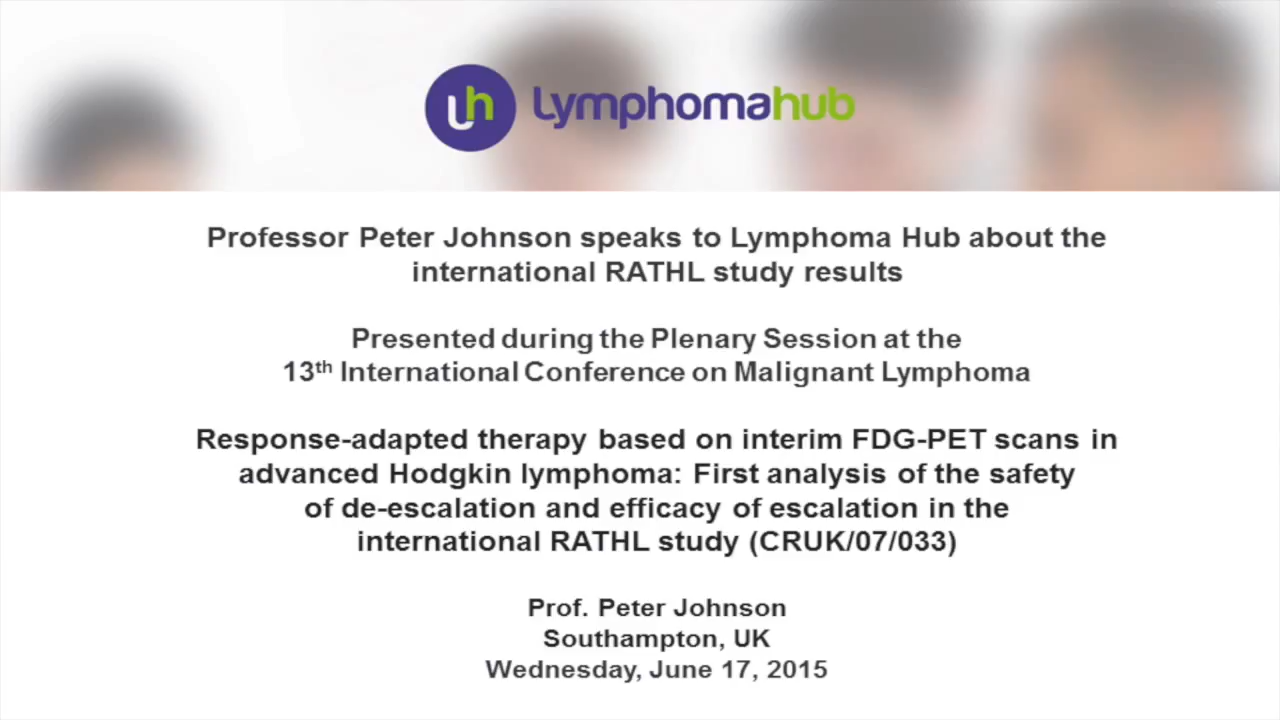 Lh lymphomahub
Professor Peter Johnson speaks to Lymphoma Hub about the
international RATHL study results
Presented during the Plenary Session at the
13th International Conference on Malignant Lymphoma
Response-adapted therapy based on interim FDG-PET scans in
advanced Hodgkin lymphoma: First analysis of the safety
of de-escalation and efficacy of escalation in the
international RATHL study (CRUK/07/033)
Prof. Peter Johnson
Southampton, UK
Wednesday, June 17, 2015